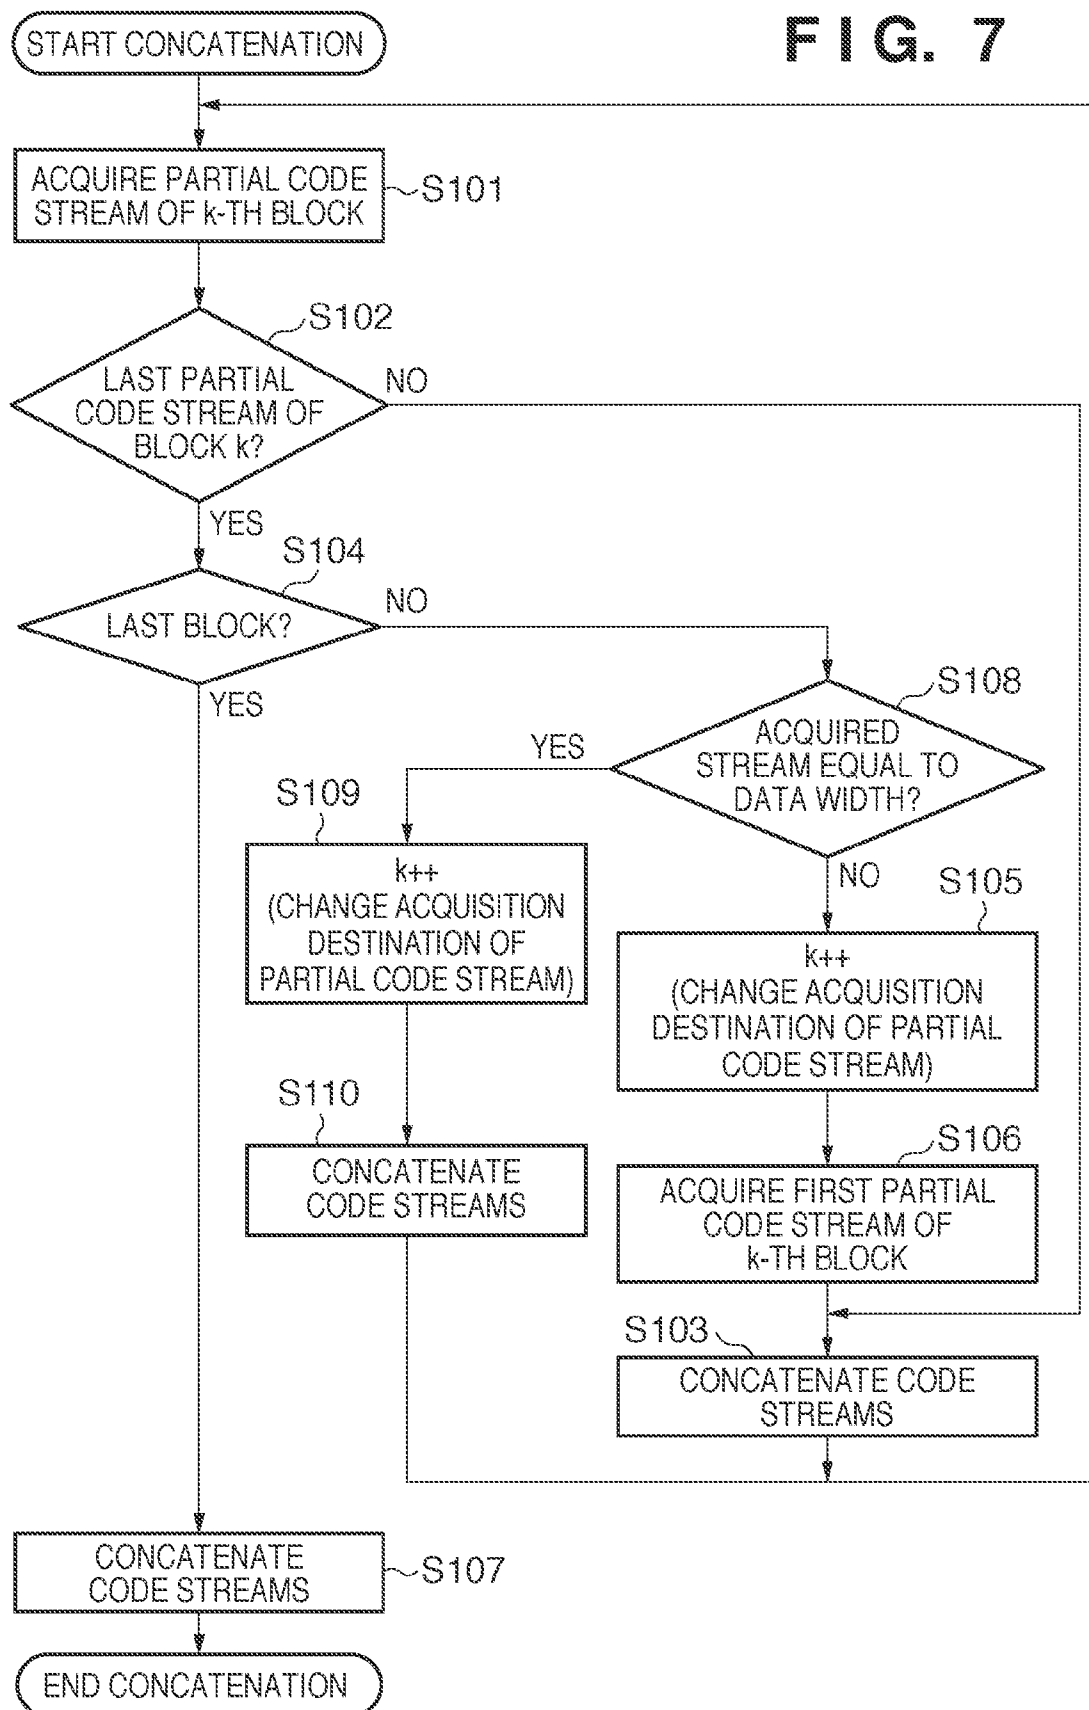 START CONCATENATION
FIG. 7
ACQUIRE PARTIAL CODE
STREAM OF k-TH BLOCK
S101
S102
LAST PARTIAL
CODE STREAM OF
BLOCK k?
NO
YES
S104
LAST BLOCK?
NO
YES
S108
ACQUIRED
STREAM EQUAL TO
DATA WIDTH?
YES
NO
S109
k++
(CHANGE ACQUISITION
DESTINATION OF
PARTIAL CODE STREAM)
S105
k++
(CHANGE ACQUISITION
DESTINATION OF PARTIAL
CODE STREAM)
S110
CONCATENATE
CODE STREAMS
S106
ACQUIRE FIRST PARTIAL
CODE STREAM OF
k-TH BLOCK
S103
CONCATENATE CODE
STREAMS
CONCATENATE
CODE STREAMS
S107
END CONCATENATION